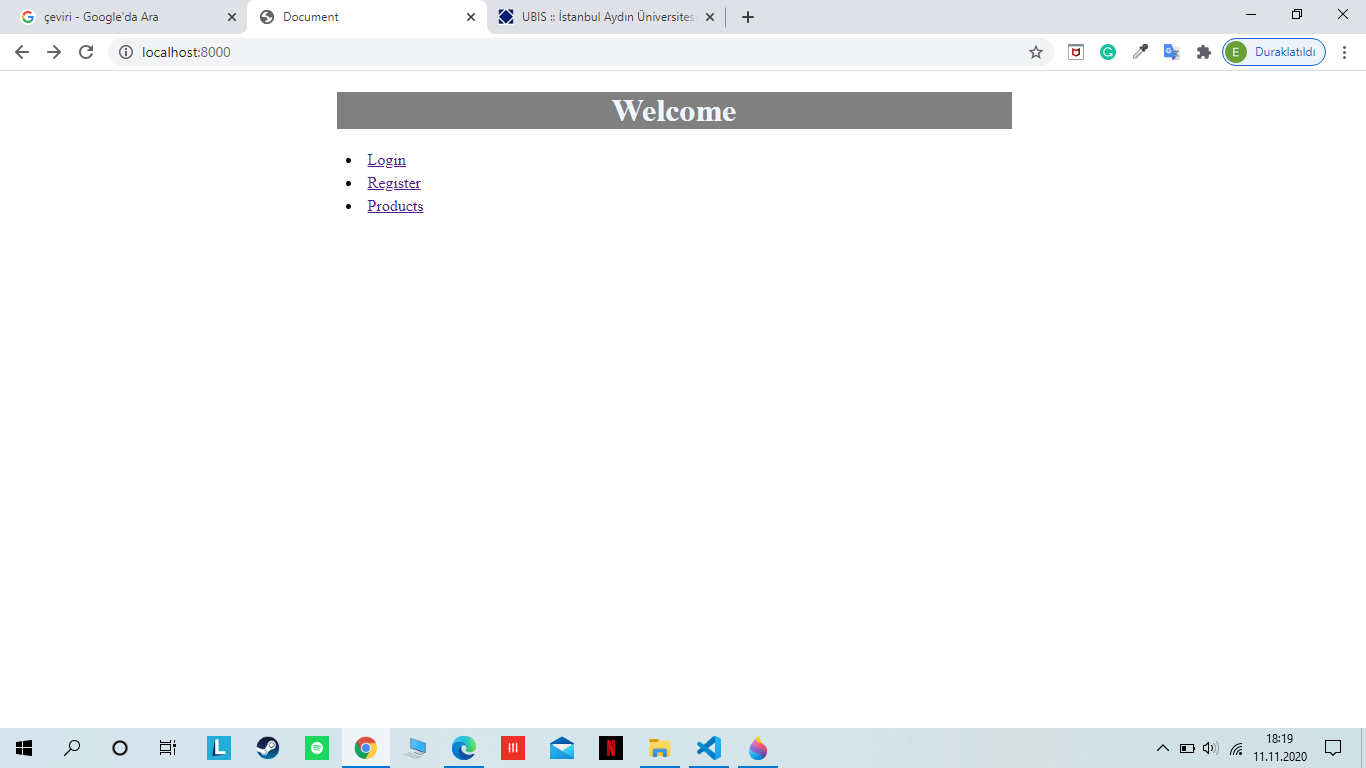 çeviri - Google'da Ara
Document
UBIS :: İstanbul Aydın Üniversites
localhost:8000
E
Duraklatıldı
Welcome
Login
Register
Products
18:19
11.11.2020